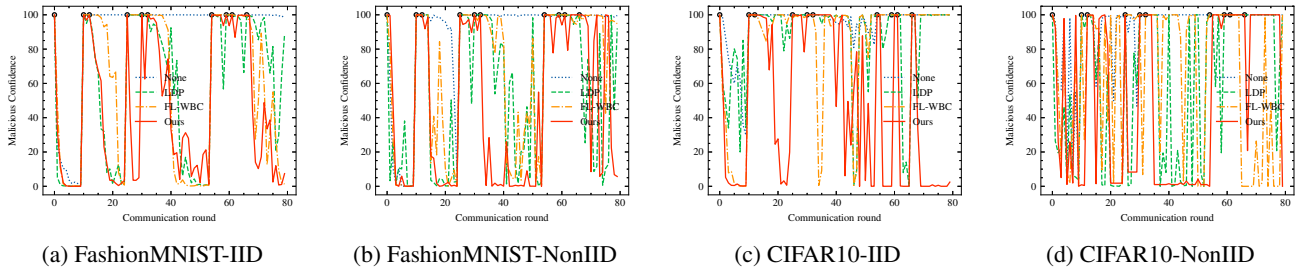 100
80
60
40
20
0
Malicious Confidence
None
LDP
FL-WBC
Ours
0 20 40 60 80
Communication round
(a) FashionMNIST-IID
100
80
60
40
20
0
Malicious Confidence
None
LDP
FL-WBC
Ours
0 20 40 60 80
Communication round
(b) FashionMNIST-NonIID
100
80
60
40
20
0
Malicious Confidence
None
LDP
FL-WBC
Ours
0 20 40 60 80
Communication round
(c) CIFAR10-IID
100
80
60
40
20
0
Malicious Confidence
None
LDP
FL-WBC
Ours
0 20 40 60 80
Communication round
(d) CIFAR10-NonIID